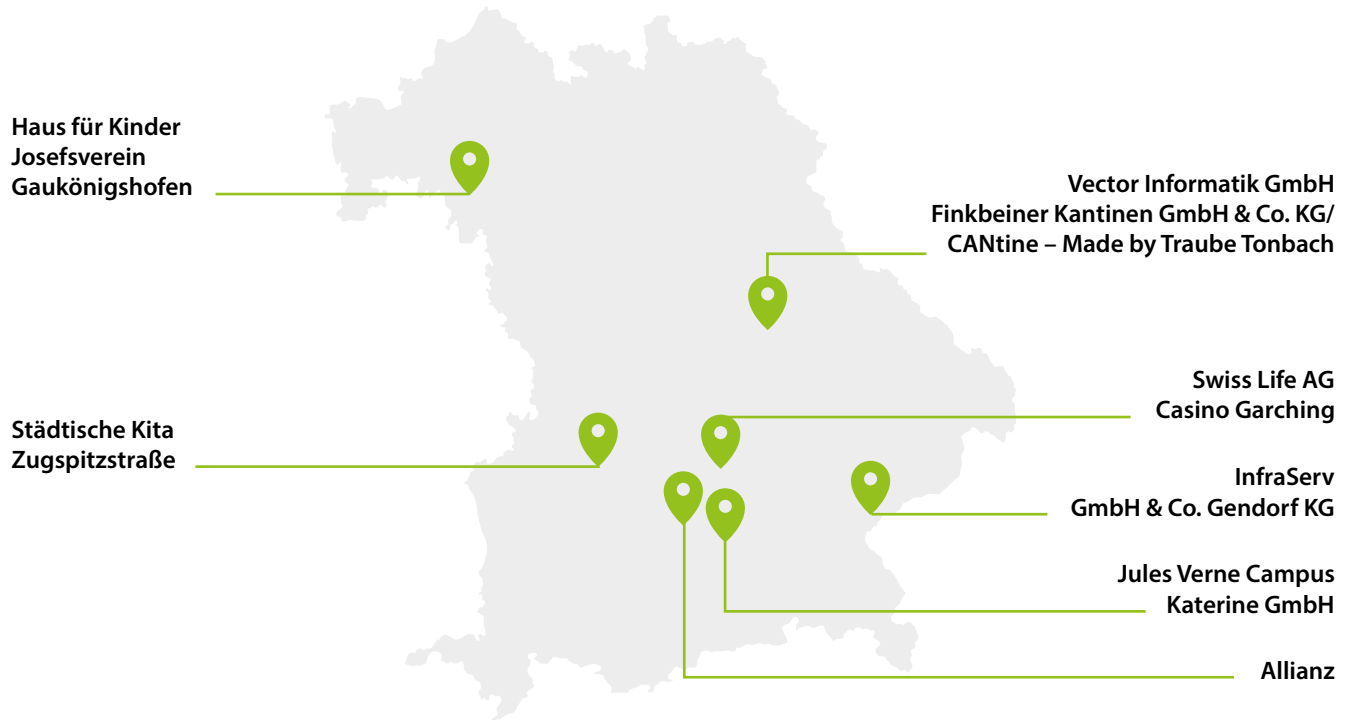 Haus für Kinder
Josefsverein
Gaukönigshofen
Vector Informatik GmbH
Finkbeiner Kantinen GmbH & Co. KG/
CANtine – Made by Traube Tonbach
Swiss Life AG
Casino Garching
Städtische Kita
Zugspitzstraße
InfraServ
GmbH & Co. Gendorf KG
Jules Verne Campus
Katerine GmbH
Allianz